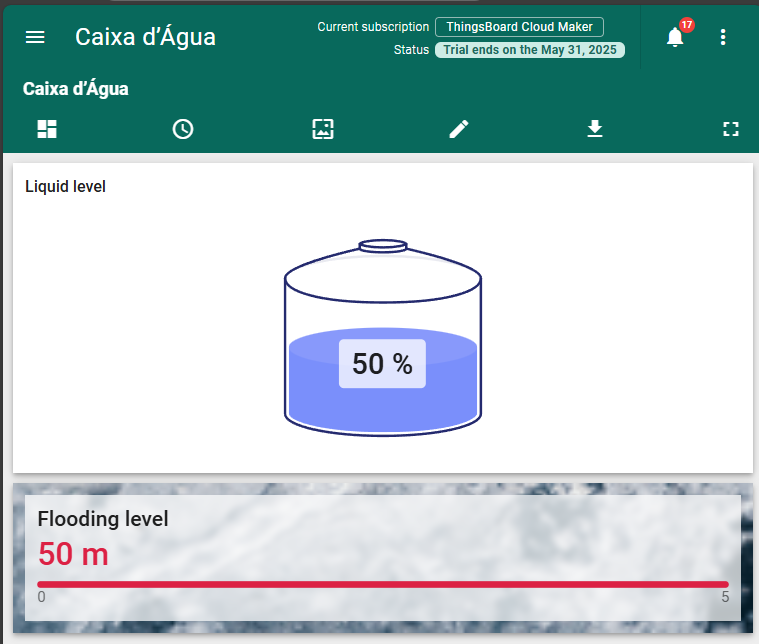 Caixa d’Água
Current subscription ThingsBoard Cloud Maker
Status Trial ends on the May 31, 2025
17
Caixa d’Água
Liquid level
50 %
Flooding level
50 m
0 5